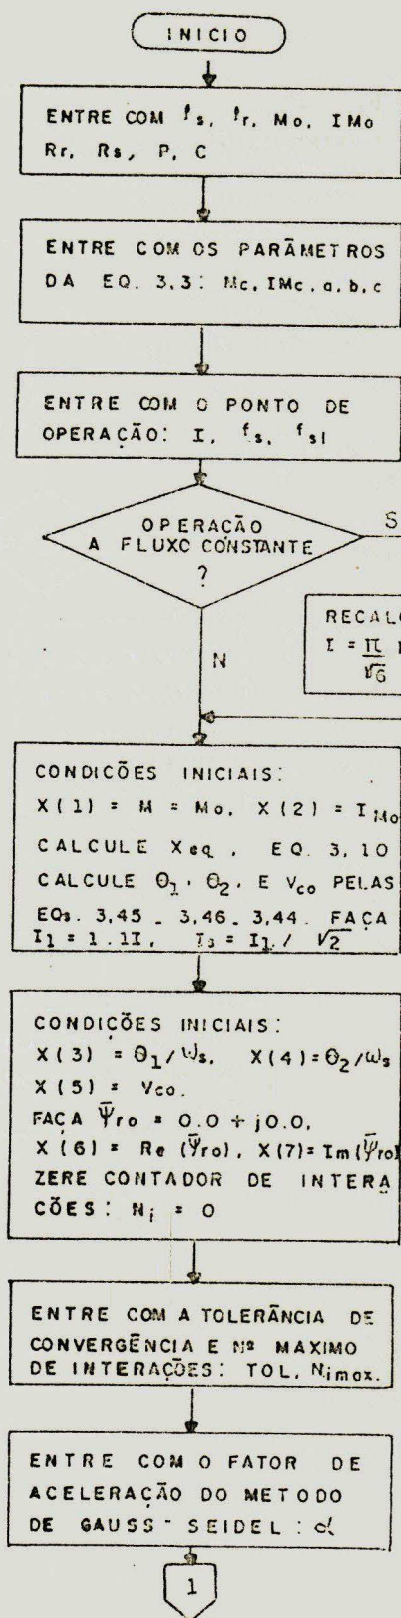 INICIO
ENTRE COM fs, fr, Mo, IMo
Rr, Rs, P, C
ENTRE COM OS PARÂMETROS
DA EQ. 3.3: Mc, IMc, a, b, c
ENTRE COM O PONTO DE
OPERAÇÃO: I, fs, fsl
OPERAÇÃO
A FLUXO CONSTANTE
?
S
N
I = π
√6
CONDICÕES INICIAIS:
X(1) = M = Mo, X(2) = IMo
CALCULE Xeq, EQ. 3,10
CALCULE θ1, θ2, E Vco PELAS
EQs. 3,45 _ 3,46 _ 3,44. FAÇA
I1 = 1.1I, I3 = I1/√2
CONDIÇÕES INICIAIS:
X(3) = θ1/ωs, X(4)=θ2/ωs
X(5) = Vco.
FAÇA Ψ̄ro = 0.0 + j0.0,
X(6) = Re(Ψ̄ro), X(7)=Im(Ψ̄ro)
ZERE CONTADOR DE INTERA
CÕES: Ni = 0
ENTRE COM A TOLERÂNCIA DE
CONVERGÊNCIA E Nº MAXIMO
DE INTERAÇÕES: TOL, Nimax.
ENTRE COM O FATOR DE
ACELERAÇÃO DO METODO
DE GAUSS-SEIDEL: α
1